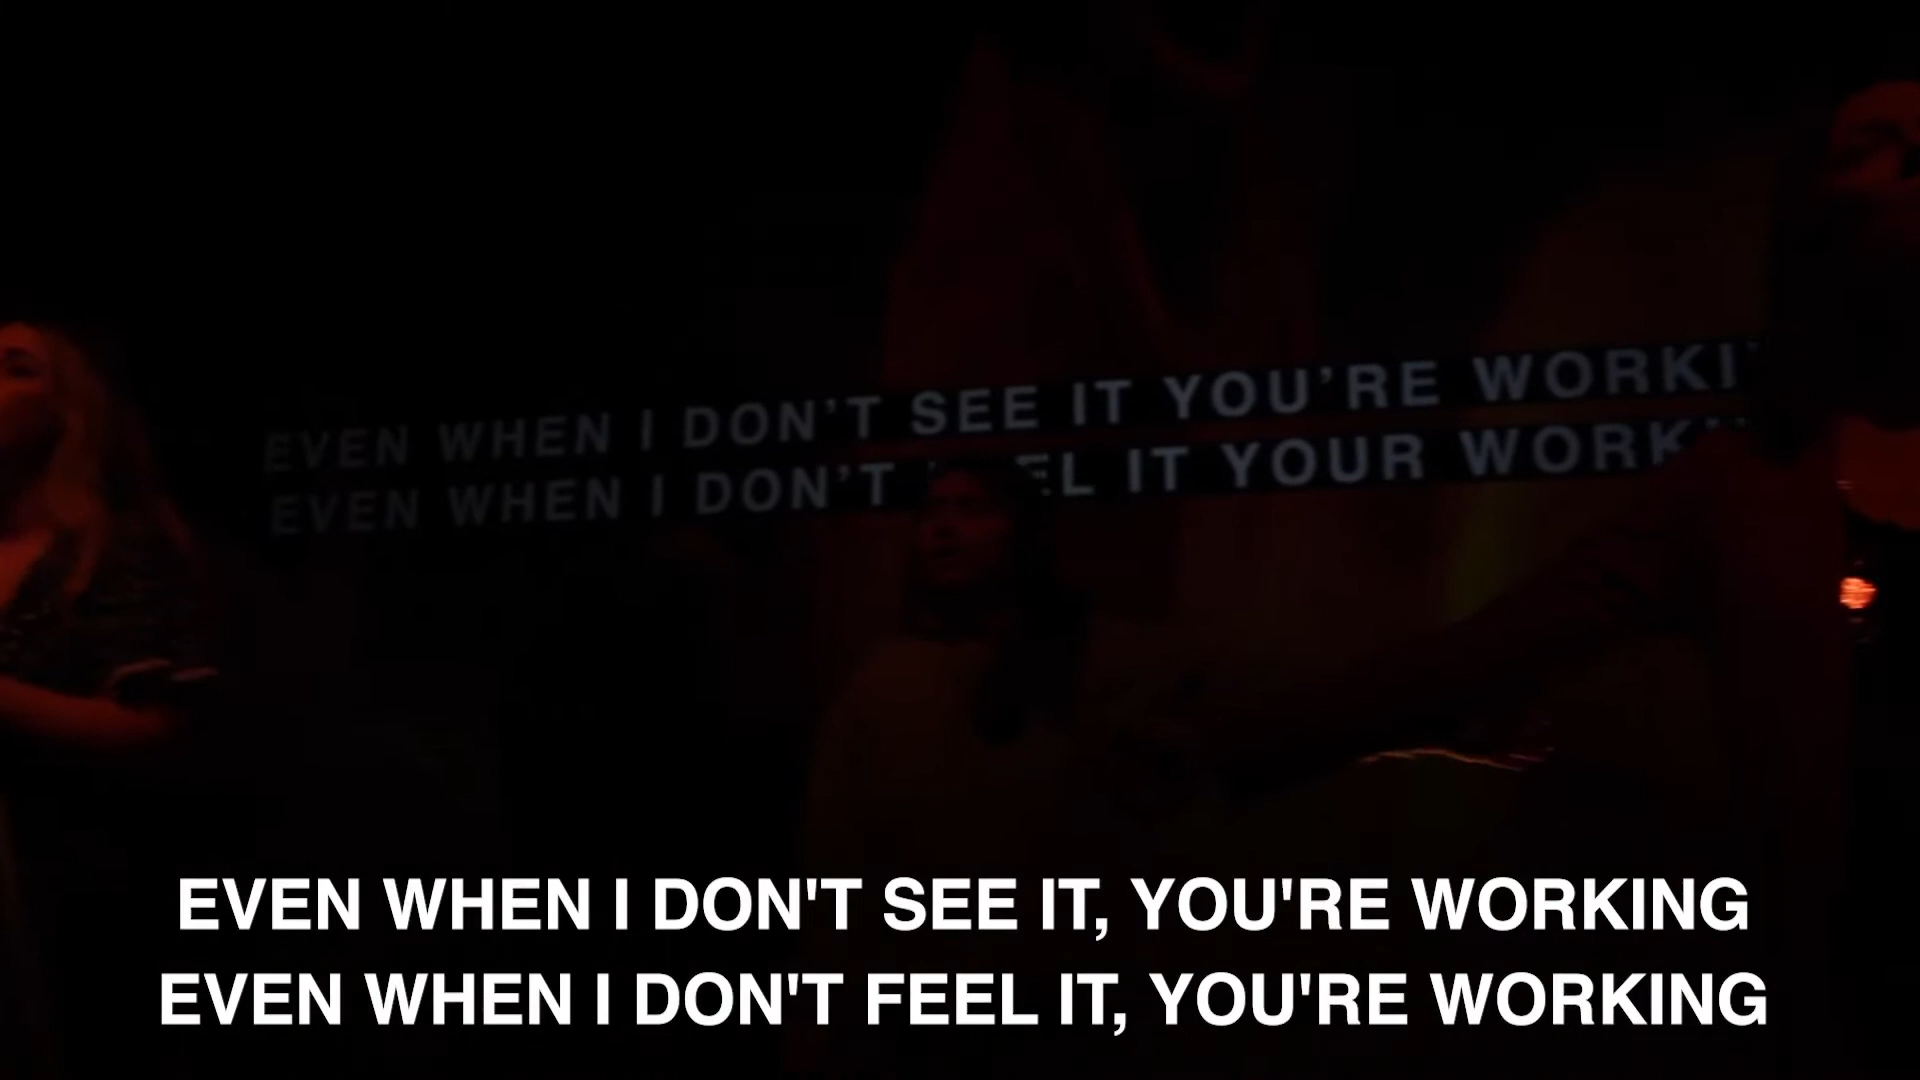 EVEN WHEN I DON'T SEE IT YOU'RE
EVEN WHEN I DON'T IT YOUR
EVEN WHEN I DON'T SEE IT, YOU'RE WORKING
EVEN WHEN I DON'T FEEL IT, YOU'RE WORKING